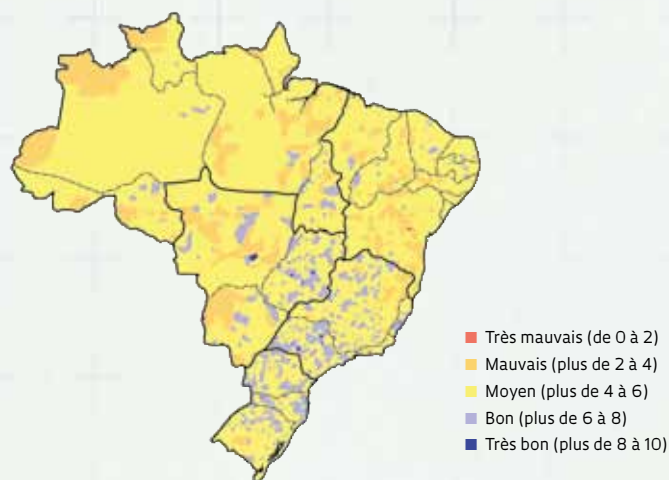 Très mauvais (de 0 à 2)
Mauvais (plus de 2 à 4)
Moyen (plus de 4 à 6)
Bon (plus de 6 à 8)
Très bon (plus de 8 à 10)